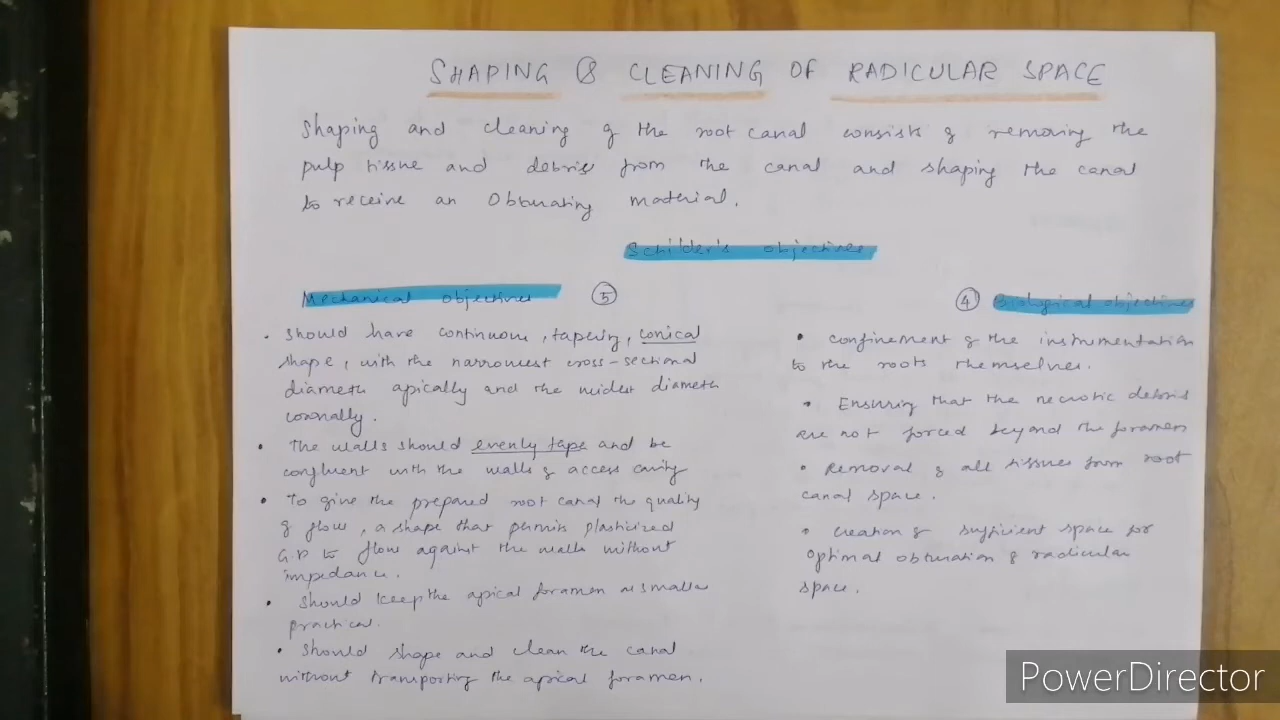 SHAPING & CLEANING OF RADICULAR SPACE
Shaping and cleaning of the root canal consists of removing the
pulp tissue and debris from the canal and shaping the canal
to receive an Obturating material.
Schilder's objectives
Mechanical objectives 5
• Should have continuous, tapering, conical
shape, with the narrowest cross-sectional
diameter apically and the widest diameter
coronally.
• The walls should evenly tape and be
confluent with the walls of access cavity
• To give the prepared root canal the quality
of flow, a shape that permits plasticized
G.P to flow against the walls without
impedance.
• Should keep the apical foramen as small as
practical.
• Should shape and clean the canal
without transporting the apical foramen.
4 Biological objectives
• confinement of the instrumentation
to the roots themselves.
• Ensuring that the necrotic debris
are not forced beyond the foramen
• Removal of all tissues from root
canal space.
• creation of sufficient space for
optimal obturation of radicular
space.
PowerDirector